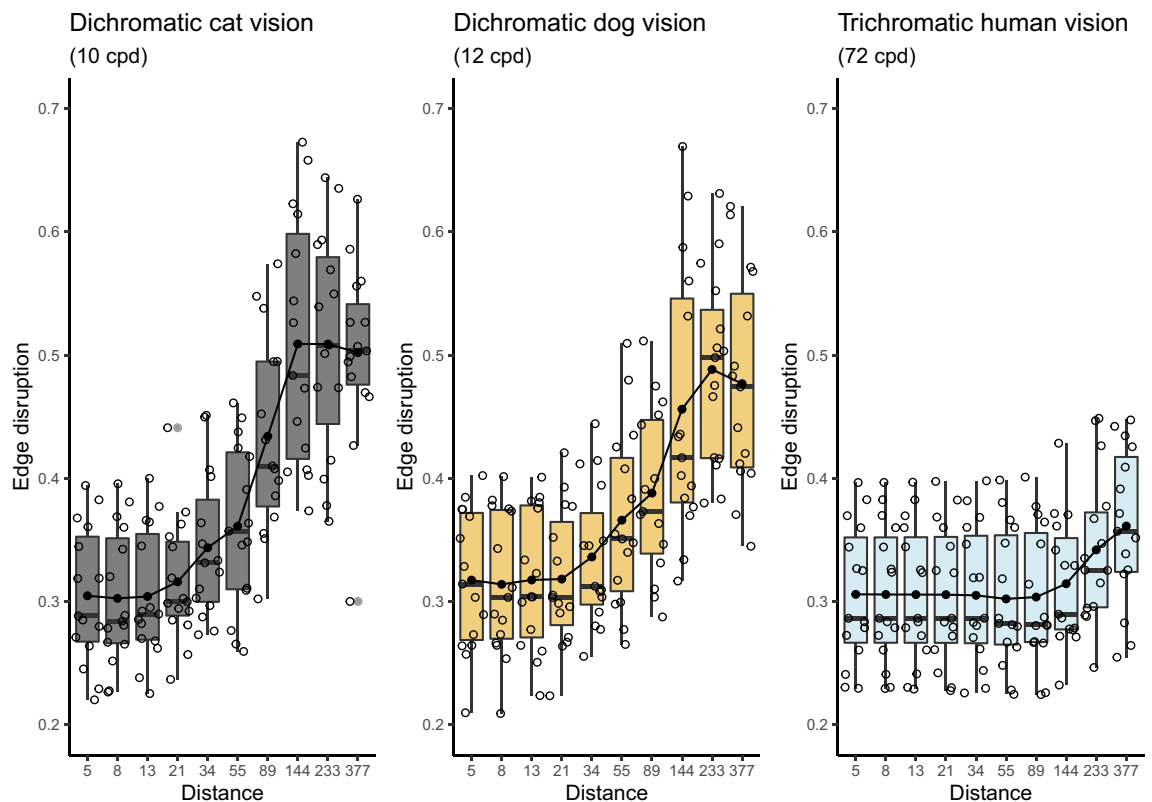 Dichromatic cat vision
(10 cpd)
0.7
0.6
0.5
0.4
0.3
0.2
Edge disruption
5 8 13 21 34 55 89 144 233 377
Distance
Dichromatic dog vision
(12 cpd)
0.7
0.6
0.5
0.4
0.3
0.2
Edge disruption
5 8 13 21 34 55 89 144 233 377
Distance
Trichromatic human vision
(72 cpd)
0.7
0.6
0.5
0.4
0.3
0.2
Edge disruption
5 8 13 21 34 55 89 144 233 377
Distance